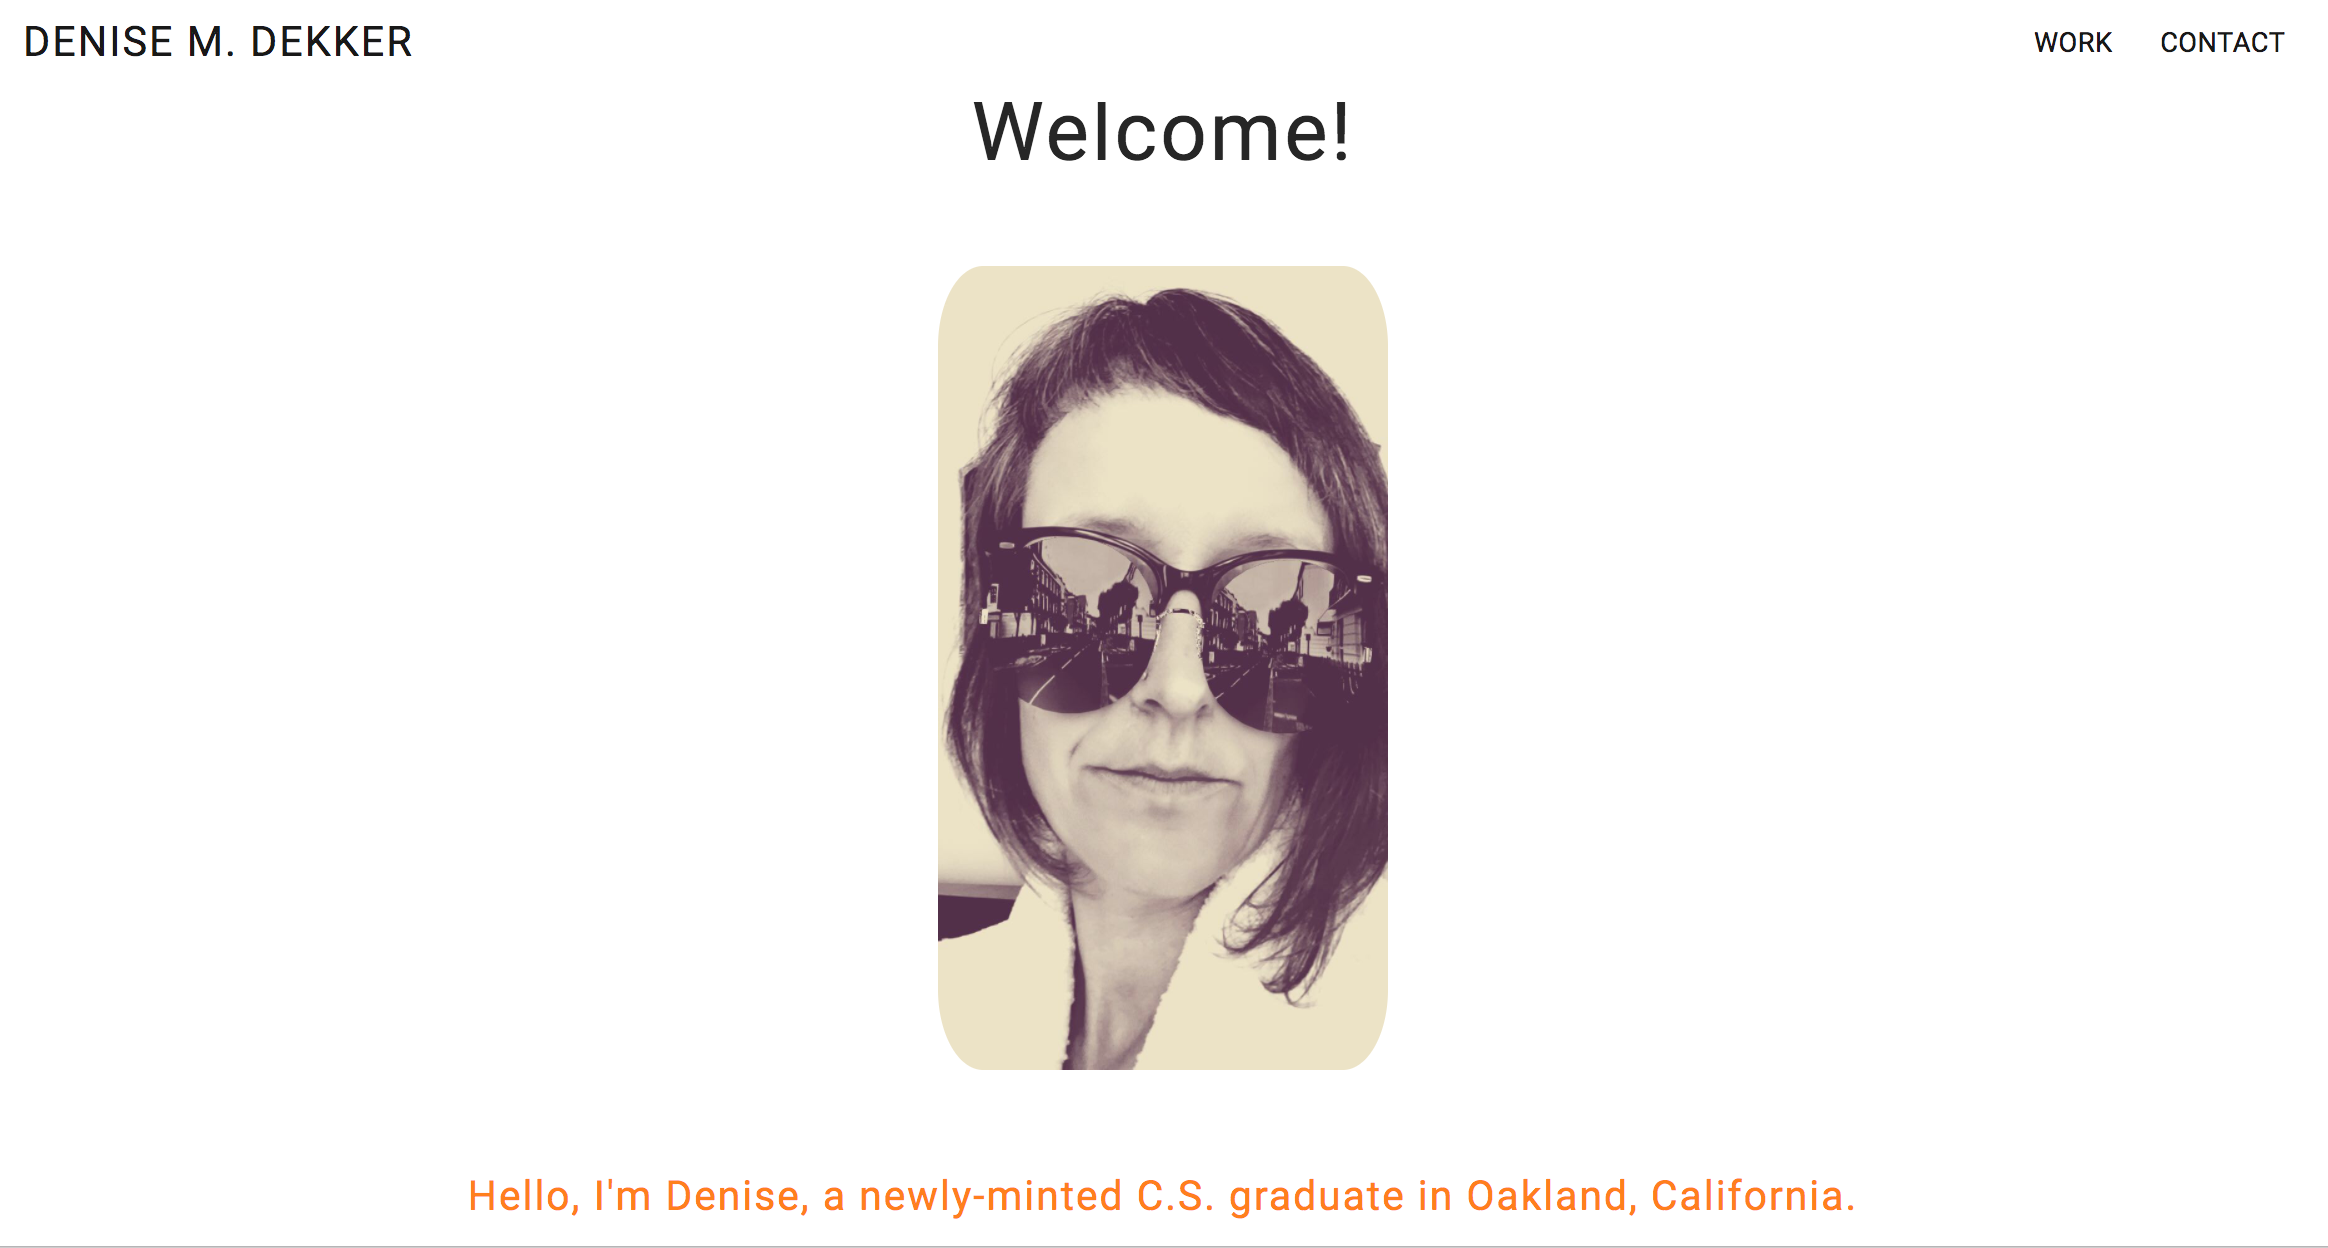 DENISE M. DEKKER
WORK CONTACT
Welcome!
Hello, I'm Denise, a newly-minted C.S. graduate in Oakland, California.